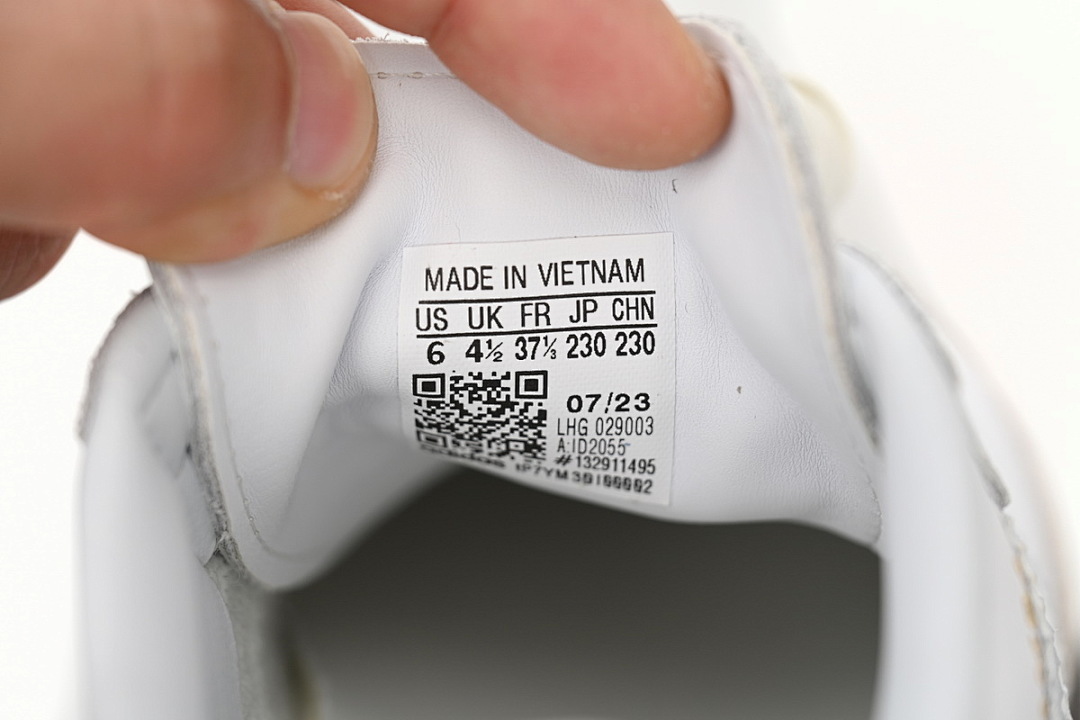 MADE IN VIETNAM
US UK FR JP CHN
6 4½ 37⅓ 230 230
07/23
LHG 029003
A:ID2055
#132911495
adidas